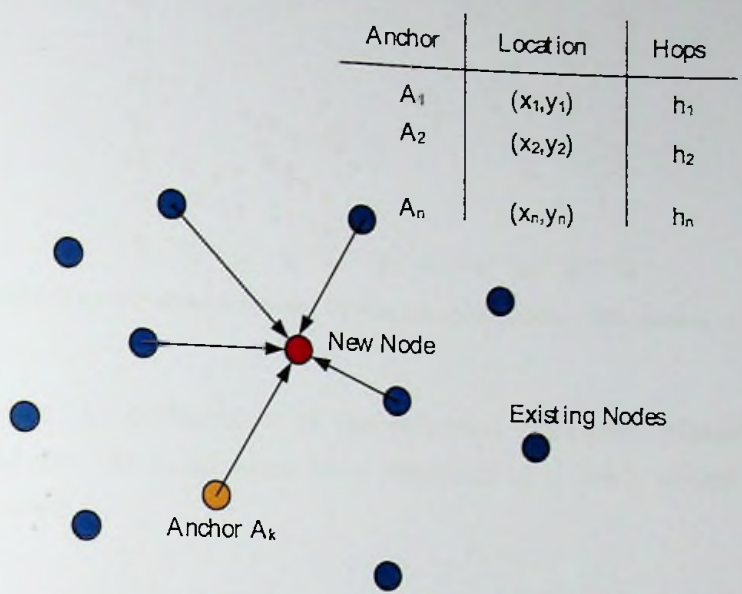 Anchor Location Hops
A₁ (x₁,y₁) h₁
A₂ (x₂,y₂) h₂
Aₙ (xₙ,yₙ) hₙ
New Node
Existing Nodes
Anchor Aₖ